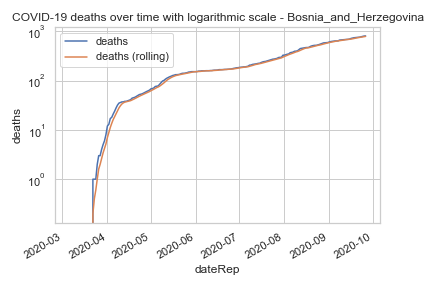 COVID-19 deaths over time with logarithmic scale - Bosnia_and_Herzegovina
deaths
deaths (rolling)
10³
10²
10¹
10⁰
deaths
2020-03
2020-04
2020-05
2020-06
2020-07
2020-08
2020-09
2020-10
dateRep